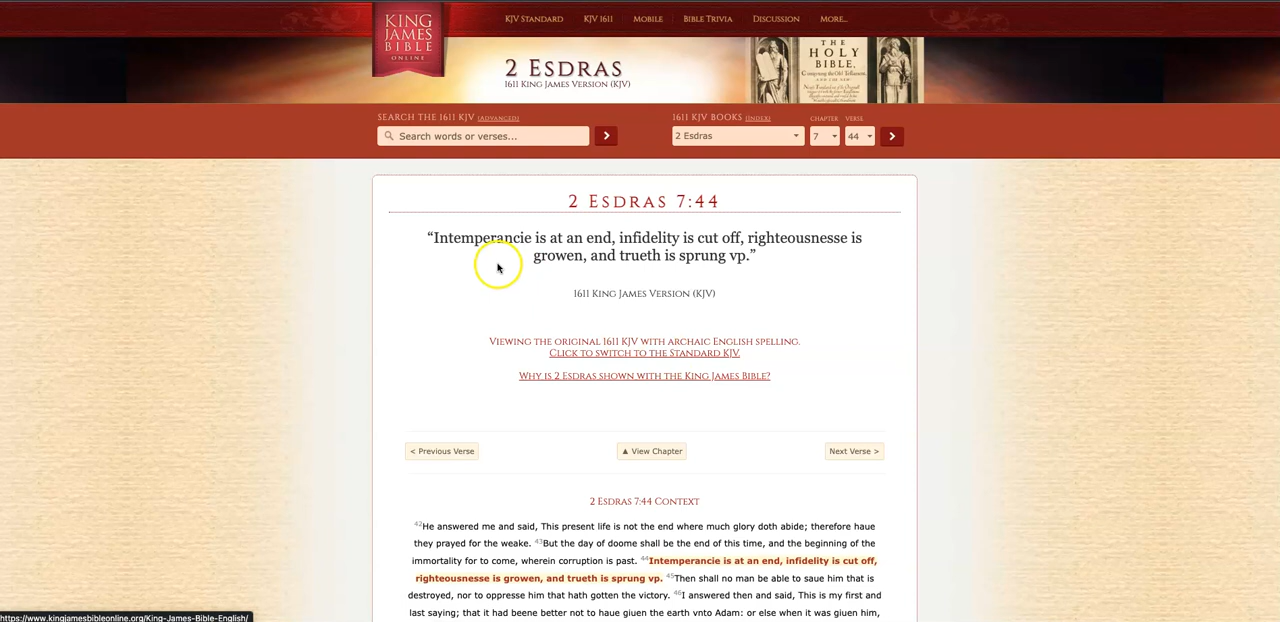 KJV STANDARD KJV 1611 MOBILE BIBLE TRIVIA DISCUSSION MORE...
KING
JAMES
BIBLE
ONLINE
2 ESDRAS
1611 KING JAMES VERSION (KJV)
THE
HOLY
BIBLE,
SEARCH THE 1611 KJV (ADVANCED)
Search words or verses...
1611 KJV BOOKS (INDEX) CHAPTER VERSE
2 Esdras 7 44
2 ESDRAS 7:44
“Intemperancie is at an end, infidelity is cut off, righteousnesse is
growen, and trueth is sprung vp.”
1611 KING JAMES VERSION (KJV)
VIEWING THE ORIGINAL 1611 KJV WITH ARCHAIC ENGLISH SPELLING.
CLICK TO SWITCH TO THE STANDARD KJV.
WHY IS 2 ESDRAS SHOWN WITH THE KING JAMES BIBLE?
< Previous Verse ▲ View Chapter Next Verse >
2 ESDRAS 7:44 CONTEXT
42He answered me and said, This present life is not the end where much glory doth abide; therefore haue
they prayed for the weake. 43But the day of doome shall be the end of this time, and the beginning of the
immortality for to come, wherein corruption is past. 44Intemperancie is at an end, infidelity is cut off,
righteousnesse is growen, and trueth is sprung vp. 45Then shall no man be able to saue him that is
destroyed, nor to oppresse him that hath gotten the victory. 46I answered then and said, This is my first and
last saying; that it had beene better not to haue giuen the earth vnto Adam: or else when it was giuen him,
https://www.kingjamesbibleonline.org/King-James-Bible-English/